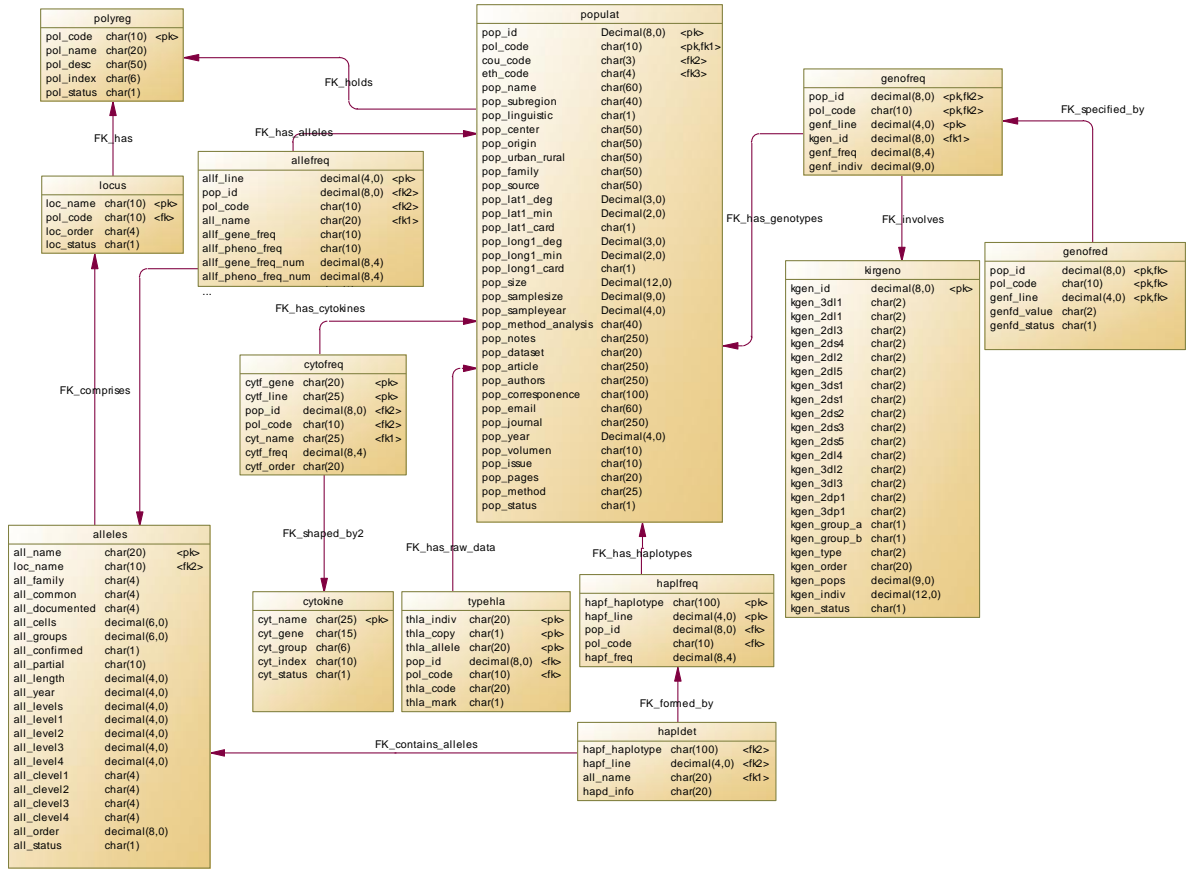 polyreg
pol_code char(10) <pk>
pol_name char(20)
pol_desc char(50)
pol_index char(6)
pol_status char(1)
FK_holds
FK_has
locus
loc_name char(10) <pk>
pol_code char(10) <fk>
loc_order char(4)
loc_status char(1)
FK_has_alleles
allefreq
allf_line decimal(4,0) <pk>
pop_id decimal(8,0) <fk2>
pol_code char(10) <fk2>
all_name char(20) <fk1>
allf_gene_freq char(10)
allf_pheno_freq char(10)
allf_gene_freq_num decimal(8,4)
allf_pheno_freq_num decimal(8,4)
...
populat
pop_id Decimal(8,0) <pk>
pol_code char(10) <pk,fk1>
cou_code char(3) <fk2>
eth_code char(4) <fk3>
pop_name char(60)
pop_subregion char(40)
pop_linguistic char(1)
pop_center char(50)
pop_origin char(50)
pop_urban_rural char(50)
pop_family char(50)
pop_source char(50)
pop_lat1_deg Decimal(3,0)
pop_lat1_min Decimal(2,0)
pop_lat1_card char(1)
pop_long1_deg Decimal(3,0)
pop_long1_min Decimal(2,0)
pop_long1_card char(1)
pop_size Decimal(12,0)
pop_samplesize Decimal(9,0)
pop_sampleyear Decimal(4,0)
pop_method_analysis char(40)
pop_notes char(250)
pop_dataset char(20)
pop_article char(250)
pop_authors char(250)
pop_corresponence char(100)
pop_email char(60)
pop_journal char(250)
pop_year Decimal(4,0)
pop_volumen char(10)
pop_issue char(10)
pop_pages char(20)
pop_method char(25)
pop_status char(1)
genofreq
pop_id decimal(8,0) <pk,fk2>
pol_code char(10) <pk,fk2>
genf_line decimal(4,0) <pk>
kgen_id decimal(8,0) <fk1>
genf_freq decimal(8,4)
genf_indiv decimal(9,0)
FK_specified_by
FK_has_genotypes
FK_involves
genofred
pop_id decimal(8,0) <pk,fk>
pol_code char(10) <pk,fk>
genf_line decimal(4,0) <pk,fk>
genfd_value char(2)
genfd_status char(1)
kirgeno
kgen_id decimal(8,0) <pk>
kgen_3dl1 char(2)
kgen_2dl1 char(2)
kgen_2dl3 char(2)
kgen_2ds4 char(2)
kgen_2dl2 char(2)
kgen_2dl5 char(2)
kgen_3ds1 char(2)
kgen_2ds1 char(2)
kgen_2ds2 char(2)
kgen_2ds3 char(2)
kgen_2ds5 char(2)
kgen_2dl4 char(2)
kgen_3dl2 char(2)
kgen_3dl3 char(2)
kgen_2dp1 char(2)
kgen_3dp1 char(2)
kgen_group_a char(1)
kgen_group_b char(1)
kgen_type char(2)
kgen_order char(20)
kgen_pops decimal(9,0)
kgen_indiv decimal(12,0)
kgen_status char(1)
FK_has_cytokines
cytofreq
cytf_gene char(20) <pk>
cytf_line char(25) <pk>
pop_id decimal(8,0) <fk2>
pol_code char(10) <fk2>
cyt_name char(25) <fk1>
cytf_freq decimal(8,4)
cytf_order char(20)
FK_comprises
FK_shaped_by2
FK_has_raw_data
FK_has_haplotypes
alleles
all_name char(20) <pk>
loc_name char(10) <fk2>
all_family char(4)
all_common char(4)
all_documented char(4)
all_cells decimal(6,0)
all_groups decimal(6,0)
all_confirmed char(1)
all_partial char(10)
all_length decimal(4,0)
all_year decimal(4,0)
all_levels decimal(4,0)
all_level1 decimal(4,0)
all_level2 decimal(4,0)
all_level3 decimal(4,0)
all_level4 decimal(4,0)
all_clevel1 char(4)
all_clevel2 char(4)
all_clevel3 char(4)
all_clevel4 char(4)
all_order decimal(8,0)
all_status char(1)
cytokine
cyt_name char(25) <pk>
cyt_gene char(15)
cyt_group char(6)
cyt_index char(10)
cyt_status char(1)
typehla
thla_indiv char(20) <pk>
thla_copy char(1) <pk>
thla_allele char(20) <pk>
pop_id decimal(8,0) <fk>
pol_code char(10) <fk>
thla_code char(20)
thla_mark char(1)
haplfreq
hapf_haplotype char(100) <pk>
hapf_line decimal(4,0) <pk>
pop_id decimal(8,0) <fk>
pol_code char(10) <fk>
hapf_freq decimal(8,4)
FK_formed_by
FK_contains_alleles
hapldet
hapf_haplotype char(100) <fk2>
hapf_line decimal(4,0) <fk2>
all_name char(20) <fk1>
hapd_info char(20)